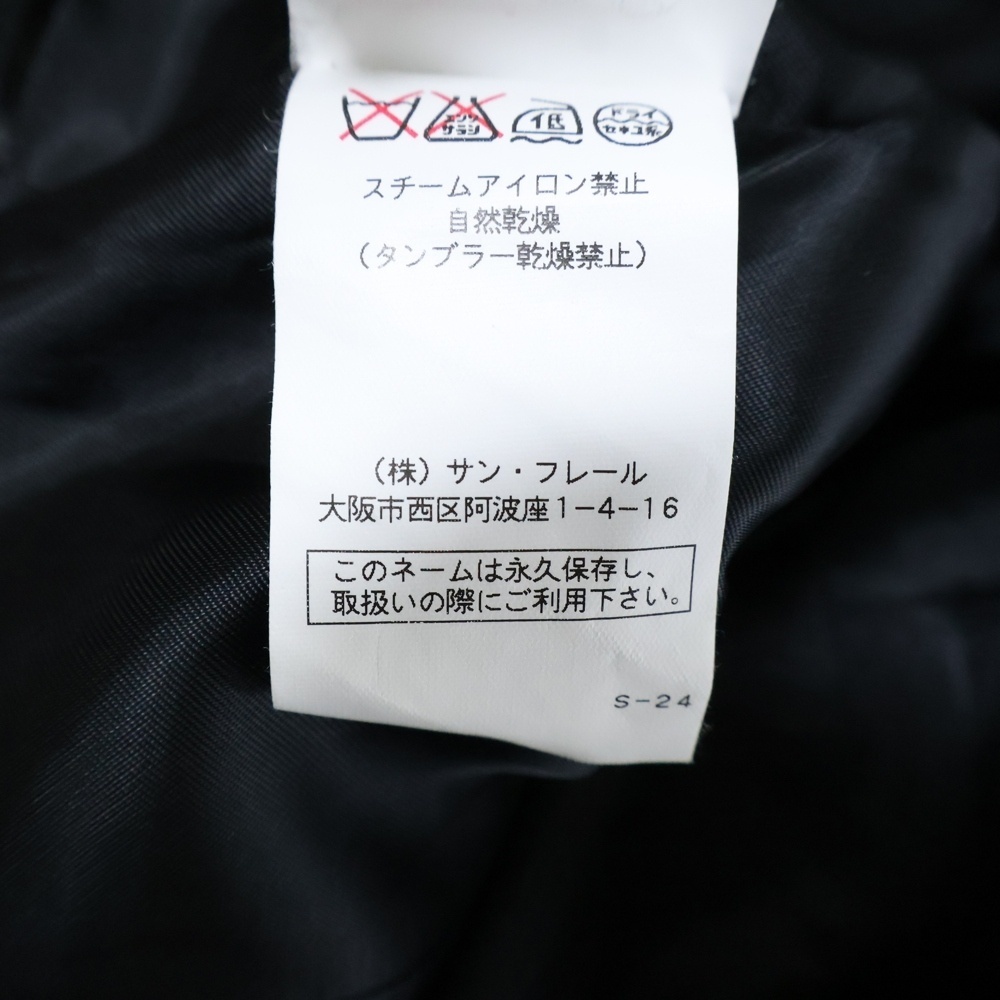 エンソ サラシ
低
ドライ
セキユ系
スチームアイロン禁止
自然乾燥
（タンブラー乾燥禁止）
（株）サン・フレール
大阪市西区阿波座1−4−16
このネームは永久保存し、
取扱いの際にご利用下さい。
S−24